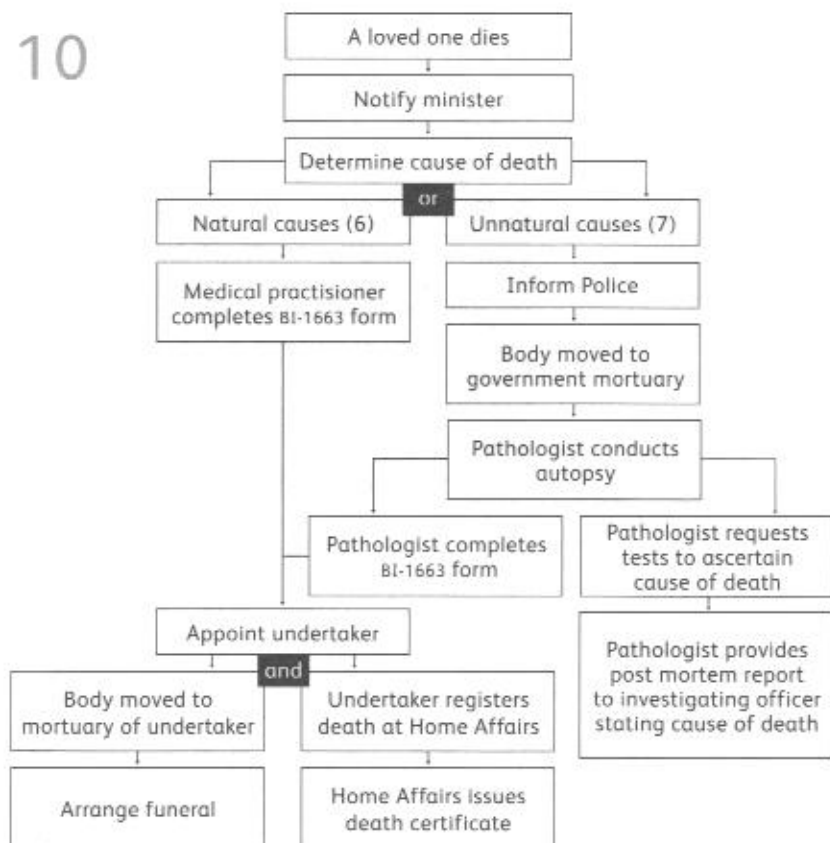 10
A loved one dies
Notify minister
Determine cause of death
or
Natural causes (6)
Unnatural causes (7)
Medical practisioner
completes BI-1663 form
Inform Police
Body moved to
government mortuary
Pathologist conducts
autopsy
Pathologist completes
BI-1663 form
Pathologist requests
tests to ascertain
cause of death
Appoint undertaker
and
Pathologist provides
post mortem report
to investigating officer
stating cause of death
Body moved to
mortuary of undertaker
Undertaker registers
death at Home Affairs
Arrange funeral
Home Affairs issues
death certificate